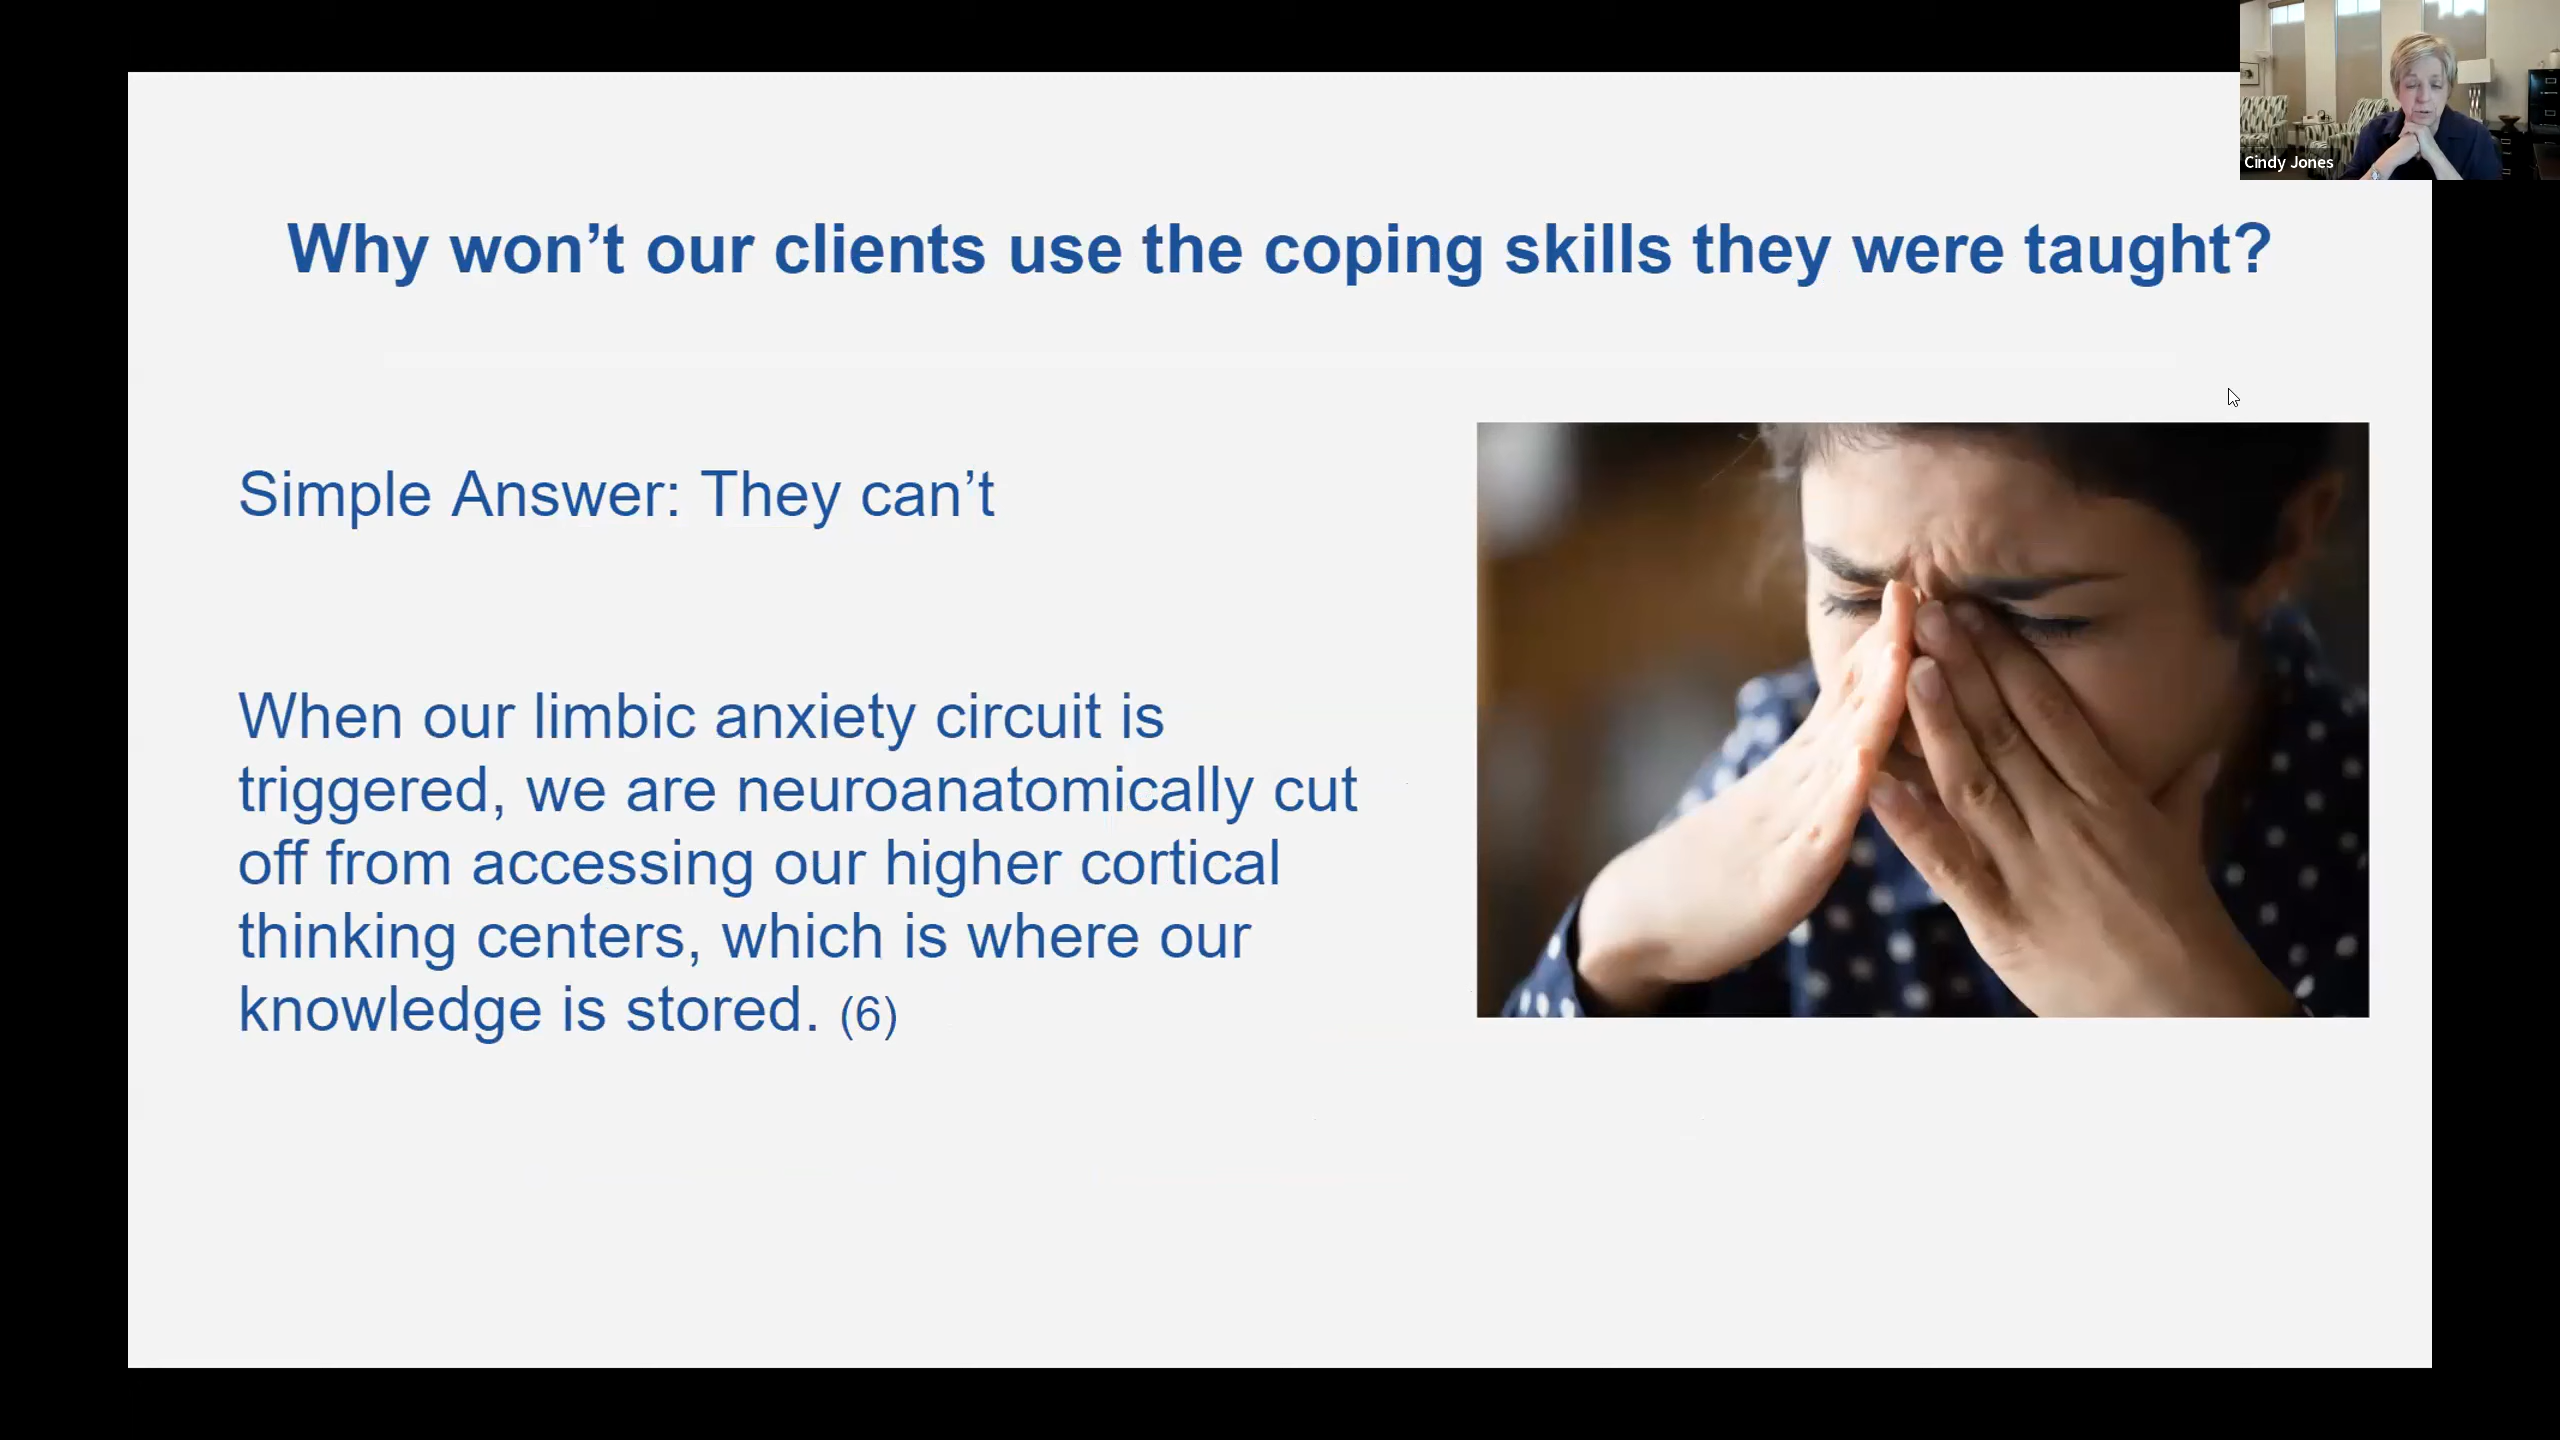 Cindy Jones
Why won’t our clients use the coping skills they were taught?
Simple Answer: They can’t
When our limbic anxiety circuit is
triggered, we are neuroanatomically cut
off from accessing our higher cortical
thinking centers, which is where our
knowledge is stored. (6)